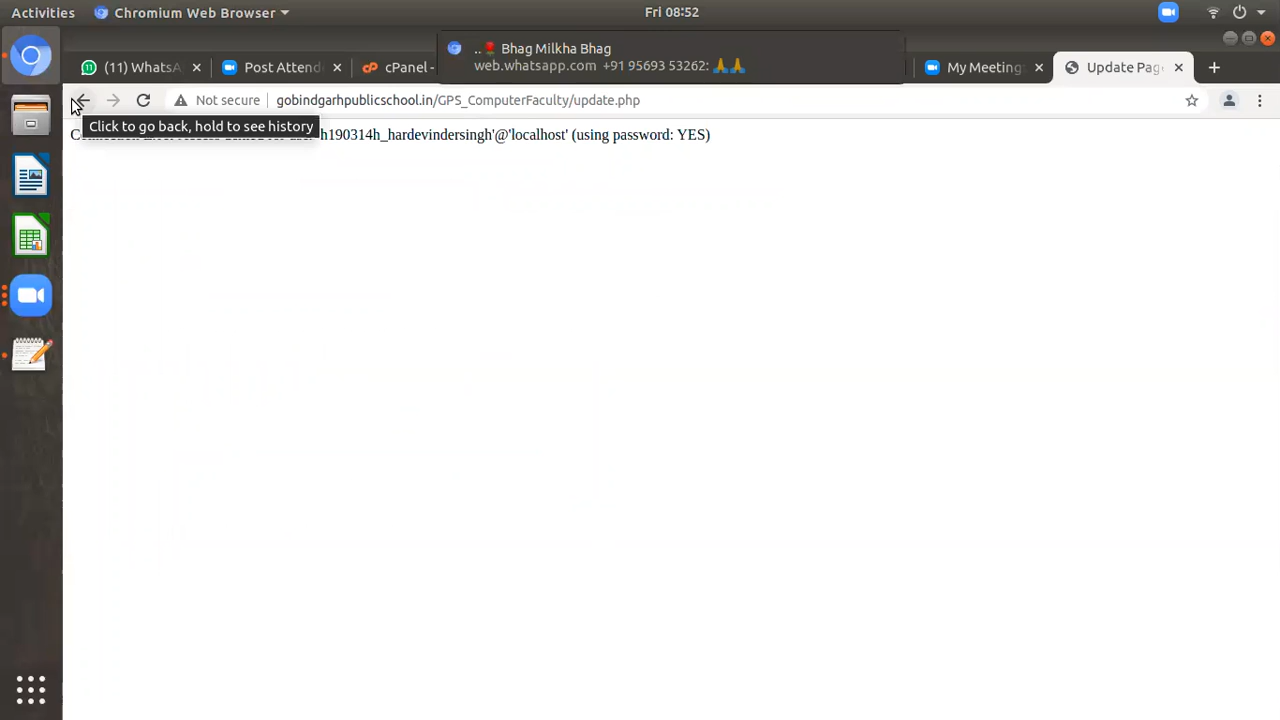 Activities
Chromium Web Browser
Fri 08:52
.. 🌹 Bhag Milkha Bhag
web.whatsapp.com +91 95693 53262: 🙏🙏
(11) WhatsA
Post Attend
cPanel -
My Meeting
Update Pag
Not secure
gobindgarhpublicschool.in/GPS_ComputerFaculty/update.php
Click to go back, hold to see history
h190314h_hardevindersingh'@'localhost' (using password: YES)